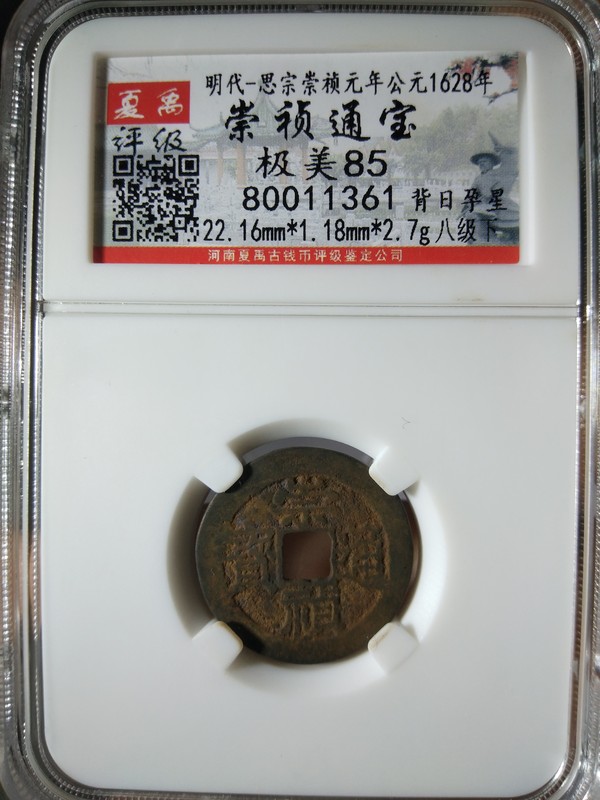 夏禹
评级
明代-思宗崇祯元年公元1628年
崇祯通宝
极美85
80011361 背日孕星
22.16mm*1.18mm*2.7g 八级下
河南夏禹古钱币评级鉴定公司
崇禎通寶